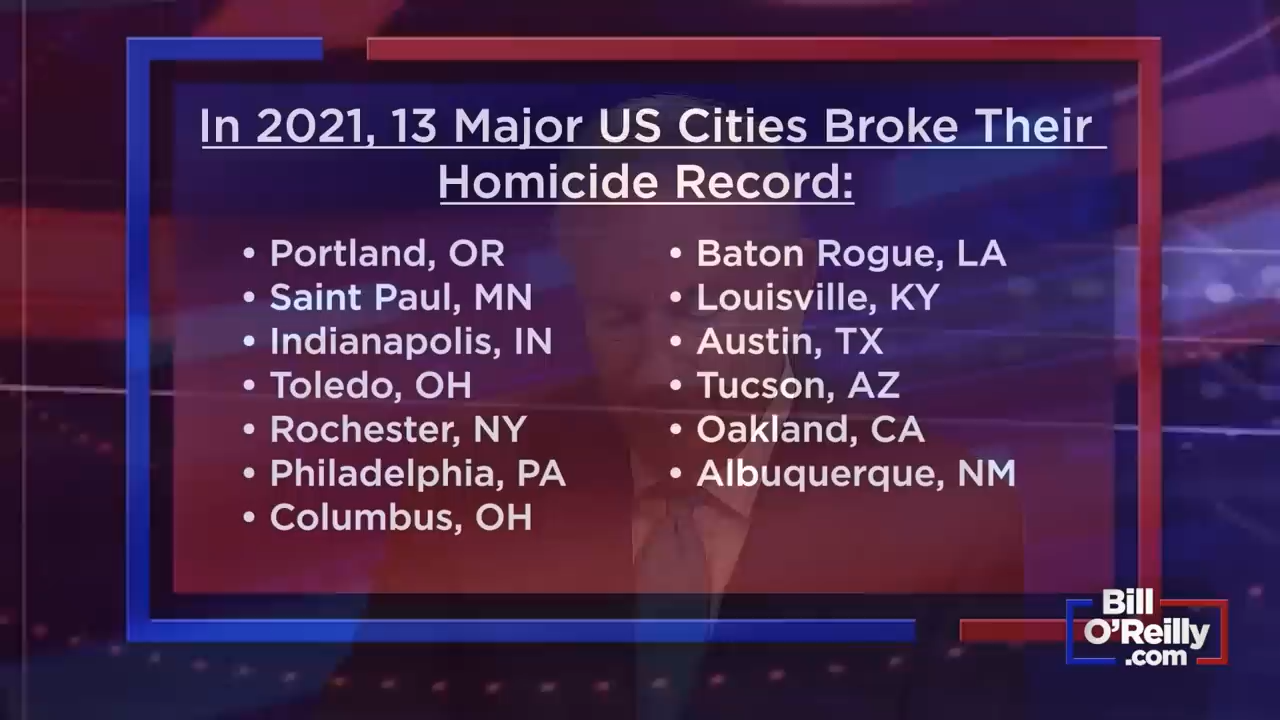 In 2021, 13 Major US Cities Broke Their
Homicide Record:
• Portland, OR
• Saint Paul, MN
• Indianapolis, IN
• Toledo, OH
• Rochester, NY
• Philadelphia, PA
• Columbus, OH
• Baton Rogue, LA
• Louisville, KY
• Austin, TX
• Tucson, AZ
• Oakland, CA
• Albuquerque, NM
Bill
O'Reilly
.com